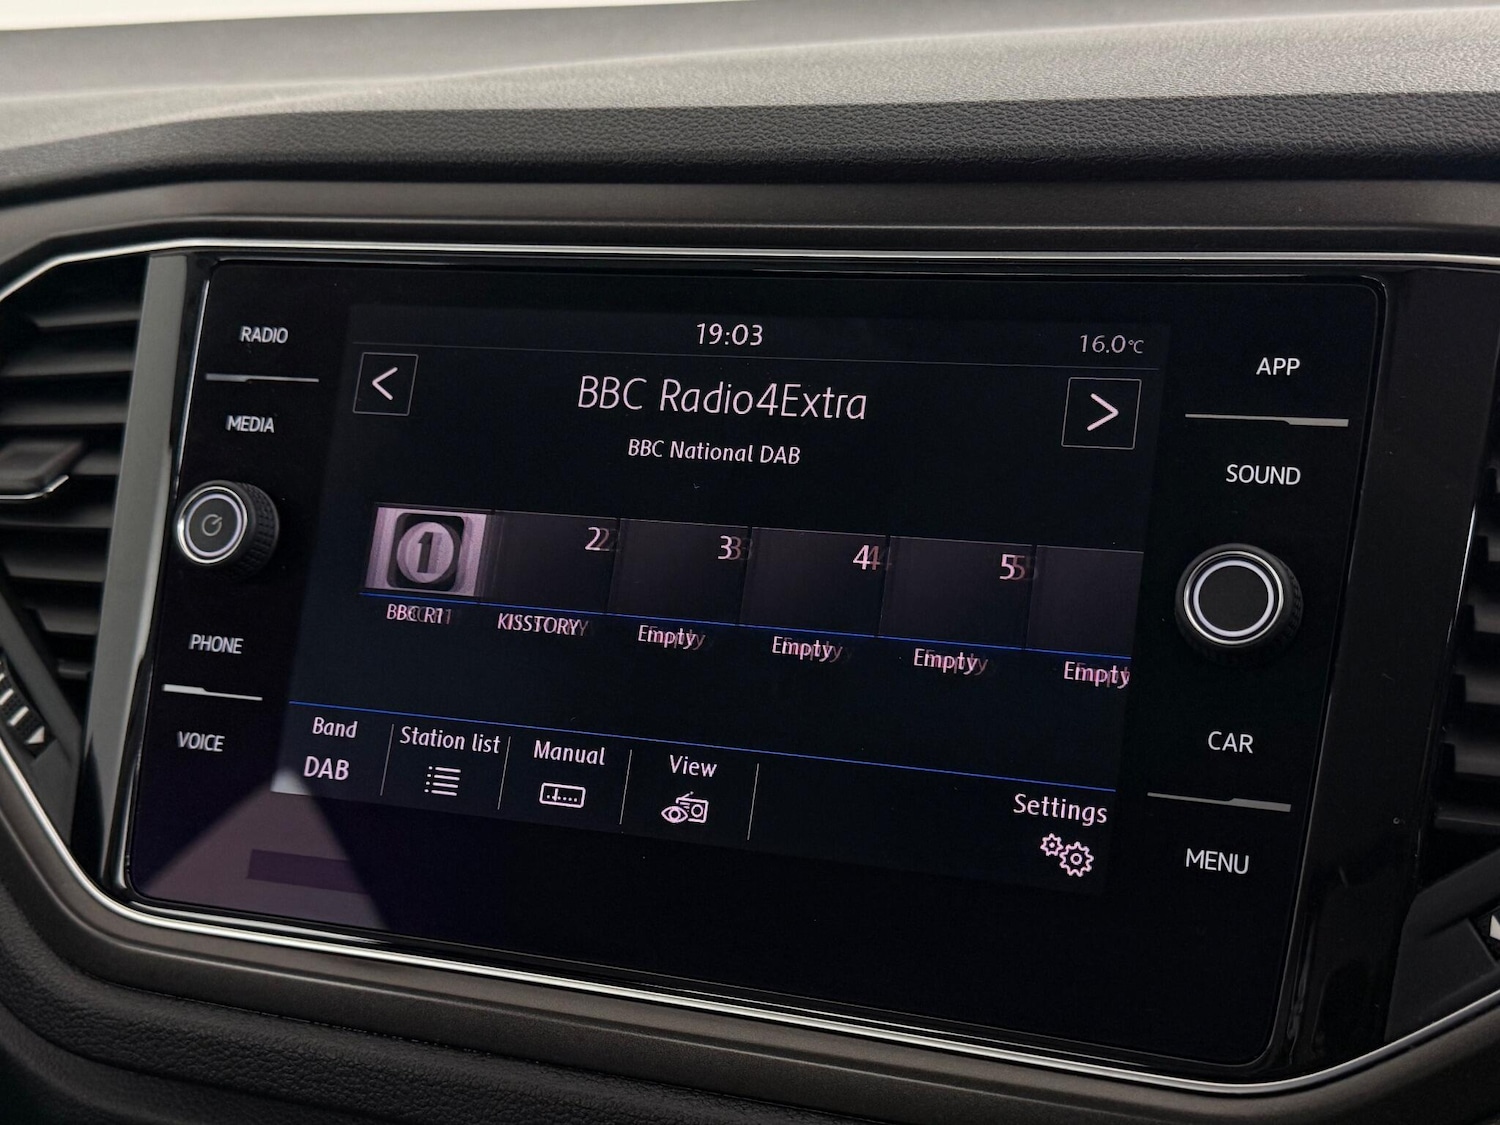 RADIO
MEDIA
PHONE
VOICE
19:03
16.0°C
<
BBC Radio4Extra
>
BBC National DAB
1
2
3
4
5
BBC R1
KISSTORY
Empty
Empty
Empty
Empty
Band
DAB
Station list
Manual
View
Settings
APP
SOUND
CAR
MENU